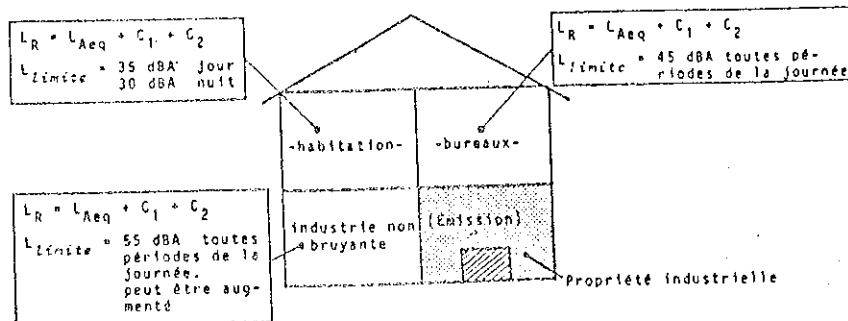 L_R = L_Aeq + C_1 + C_2
L_limite = 35 dBA jour
30 dBA nuit
L_R = L_Aeq + C_1 + C_2
L_limite = 45 dBA toutes pé-
riodes de la journée
-habitation-
-bureaux-
L_R = L_Aeq + C_1 + C_2
L_limite = 55 dBA toutes
périodes de la
journée.
peut être aug-
menté
industrie non
bruyante
(Émission)
Propriété industrielle